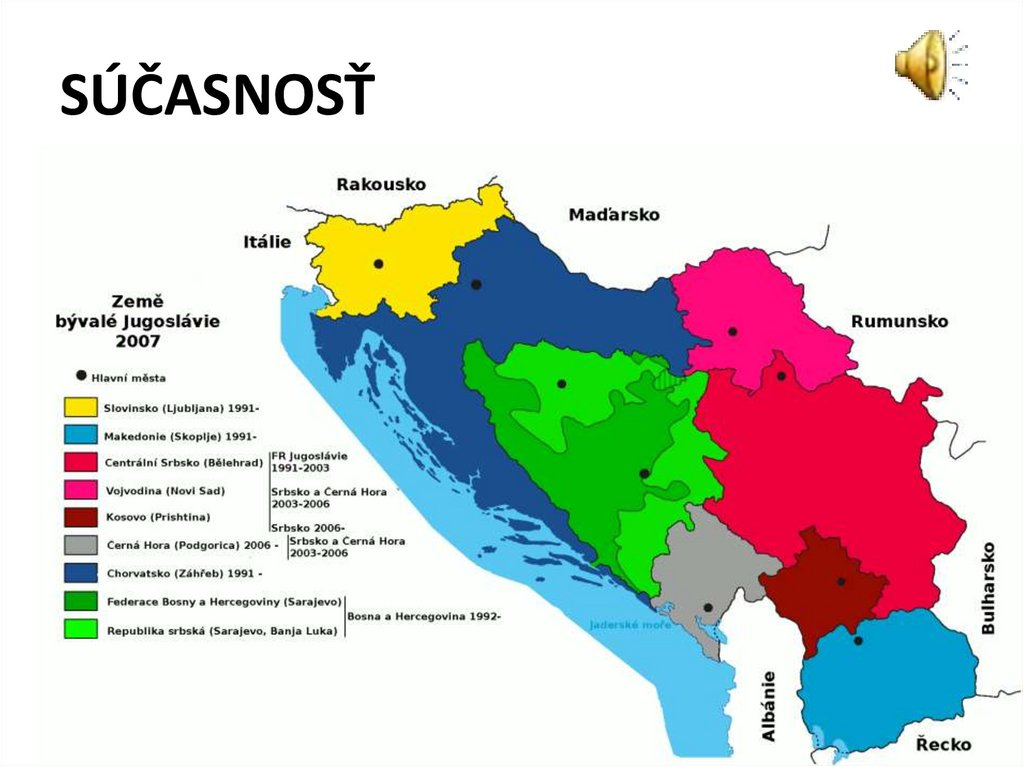 SÚČASNOSŤ
Rakousko
Maďarsko
Itálie
Země
bývalé Jugoslávie
2007
Rumunsko
Hlavní města
Slovinsko (Ljubljana) 1991-
Makedonie (Skoplje) 1991-
Centrální Srbsko (Bělehrad)
FR Jugoslávie
1991-2003
Vojvodina (Novi Sad)
Srbsko a Černá Hora
2003-2006
Kosovo (Prishtina)
Srbsko 2006-
Černá Hora (Podgorica) 2006 -
Srbsko a Černá Hora
2003-2006
Chorvatsko (Záhřeb) 1991 -
Federace Bosny a Hercegoviny (Sarajevo)
Bosna a Hercegovina 1992-
Republika srbská (Sarajevo, Banja Luka)
Jaderské moře
Bulharsko
Albánie
Řecko